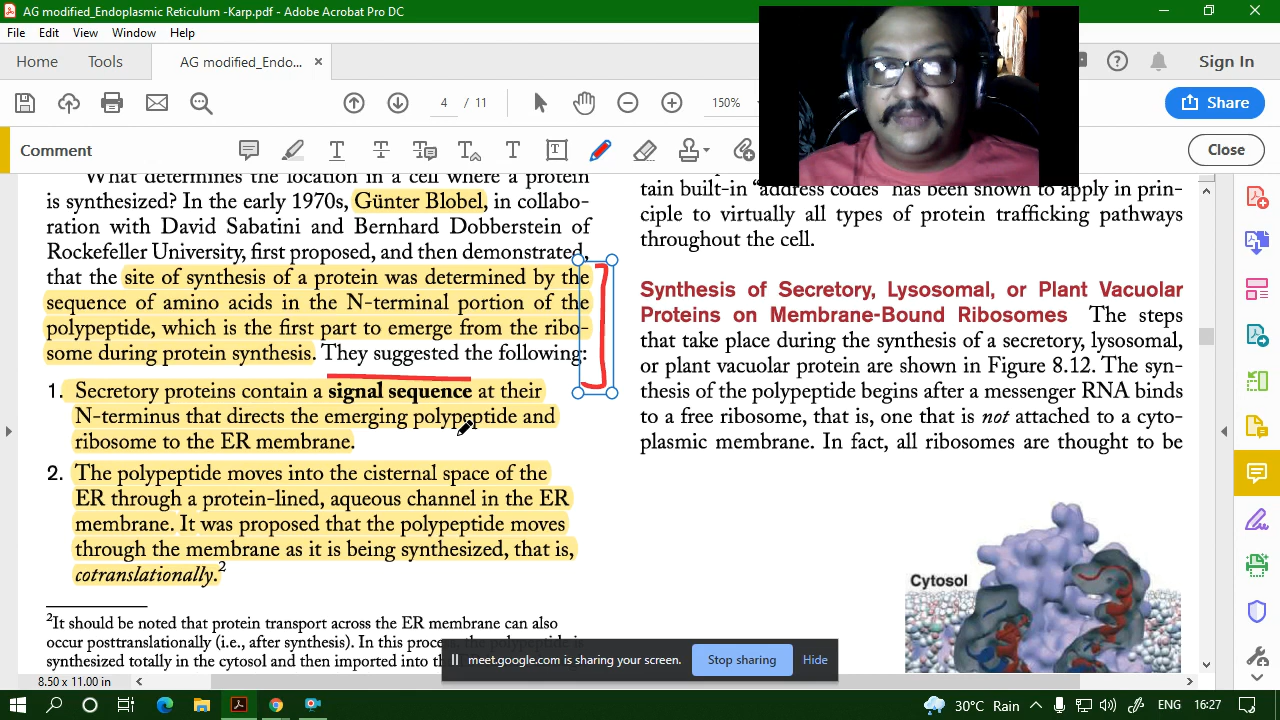 AG modified_Endoplasmic Reticulum -Karp.pdf - Adobe Acrobat Pro DC
File Edit View Window Help
Home Tools AG modified_Endo... × Sign In
4 / 11 150% Share
Comment Close
What determines the location in a cell where a protein
is synthesized? In the early 1970s, Günter Blobel, in collabo-
ration with David Sabatini and Bernhard Dobberstein of
Rockefeller University, first proposed, and then demonstrated,
that the site of synthesis of a protein was determined by the
sequence of amino acids in the N-terminal portion of the
polypeptide, which is the first part to emerge from the ribo-
some during protein synthesis. They suggested the following:
1. Secretory proteins contain a signal sequence at their
N-terminus that directs the emerging polypeptide and
ribosome to the ER membrane.
2. The polypeptide moves into the cisternal space of the
ER through a protein-lined, aqueous channel in the ER
membrane. It was proposed that the polypeptide moves
through the membrane as it is being synthesized, that is,
cotranslationally.2
2It should be noted that protein transport across the ER membrane can also
occur posttranslationally (i.e., after synthesis). In this process, the polypeptide is
synthesized totally in the cytosol and then imported into
tain built-in “address codes” has been shown to apply in prin-
ciple to virtually all types of protein trafficking pathways
throughout the cell.
Synthesis of Secretory, Lysosomal, or Plant Vacuolar
Proteins on Membrane-Bound Ribosomes The steps
that take place during the synthesis of a secretory, lysosomal,
or plant vacuolar protein are shown in Figure 8.12. The syn-
thesis of the polypeptide begins after a messenger RNA binds
to a free ribosome, that is, one that is not attached to a cyto-
plasmic membrane. In fact, all ribosomes are thought to be
Cytosol
meet.google.com is sharing your screen. Stop sharing Hide
8.50 x 11.00 in
30°C Rain ENG 16:27